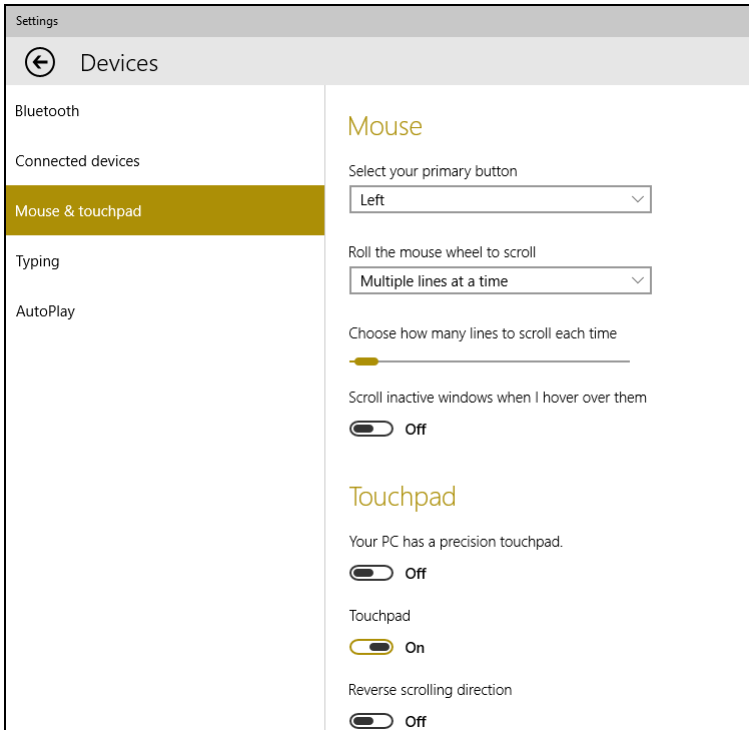 Settings
Devices
Bluetooth
Connected devices
Mouse & touchpad
Typing
AutoPlay
Mouse
Select your primary button
Left
Roll the mouse wheel to scroll
Multiple lines at a time
Choose how many lines to scroll each time
Scroll inactive windows when I hover over them
Off
Touchpad
Your PC has a precision touchpad.
Off
Touchpad
On
Reverse scrolling direction
Off